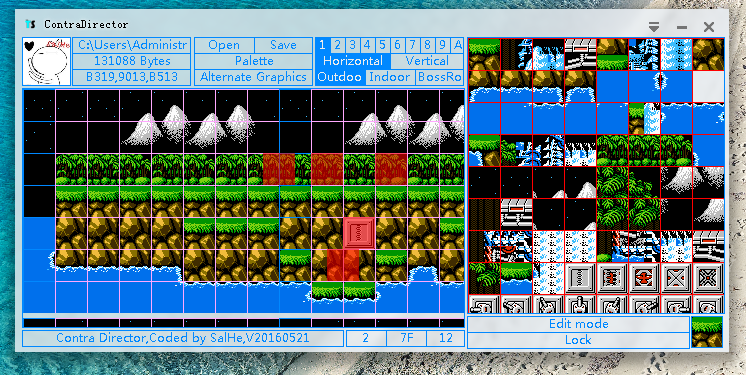 ContraDirector
C:\Users\Administr
131088 Bytes
B319,9013,B513
Open Save
Palette
Alternate Graphics
1 2 3 4 5 6 7 8 9 A
Horizontal Vertical
Outdoo Indoor BossRo
Contra Director,Coded by SalHe,V20160521
2 7F 12
Edit mode
Lock